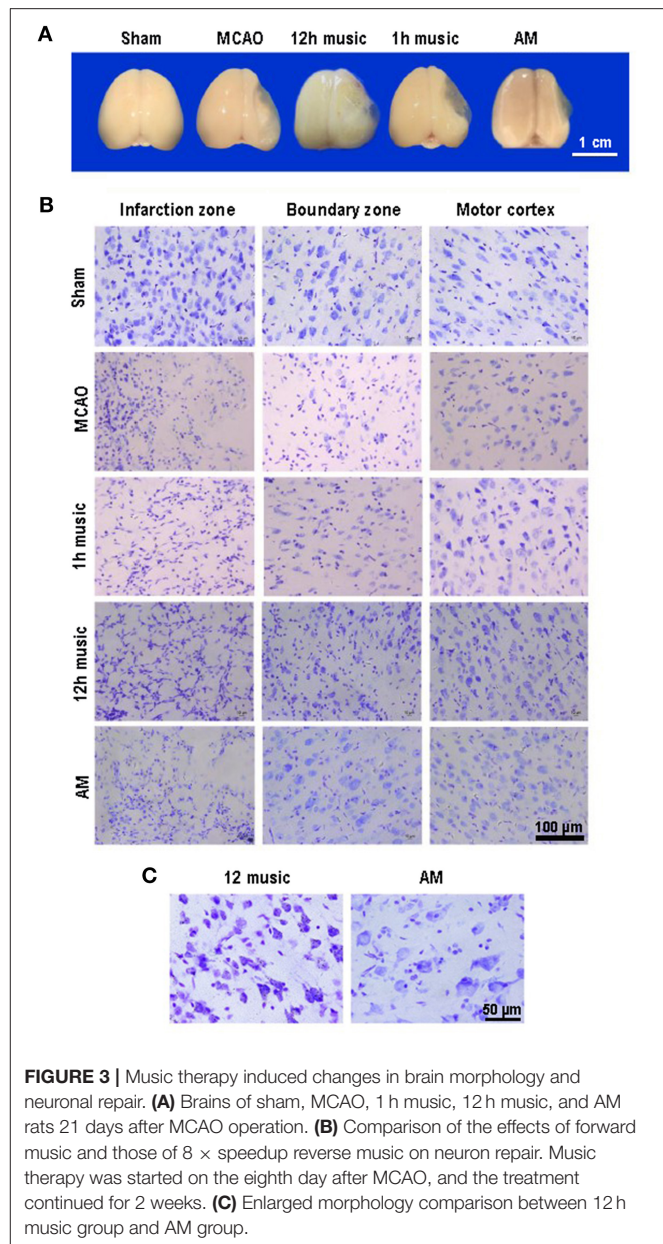 A
Sham MCAO 12h music 1h music AM
1 cm
B
Infarction zone Boundary zone Motor cortex
Sham
MCAO
1h music
12h music
AM
100 µm
C
12 music AM
50 µm
FIGURE 3 | Music therapy induced changes in brain morphology and
neuronal repair. (A) Brains of sham, MCAO, 1 h music, 12 h music, and AM
rats 21 days after MCAO operation. (B) Comparison of the effects of forward
music and those of 8 × speedup reverse music on neuron repair. Music
therapy was started on the eighth day after MCAO, and the treatment
continued for 2 weeks. (C) Enlarged morphology comparison between 12 h
music group and AM group.